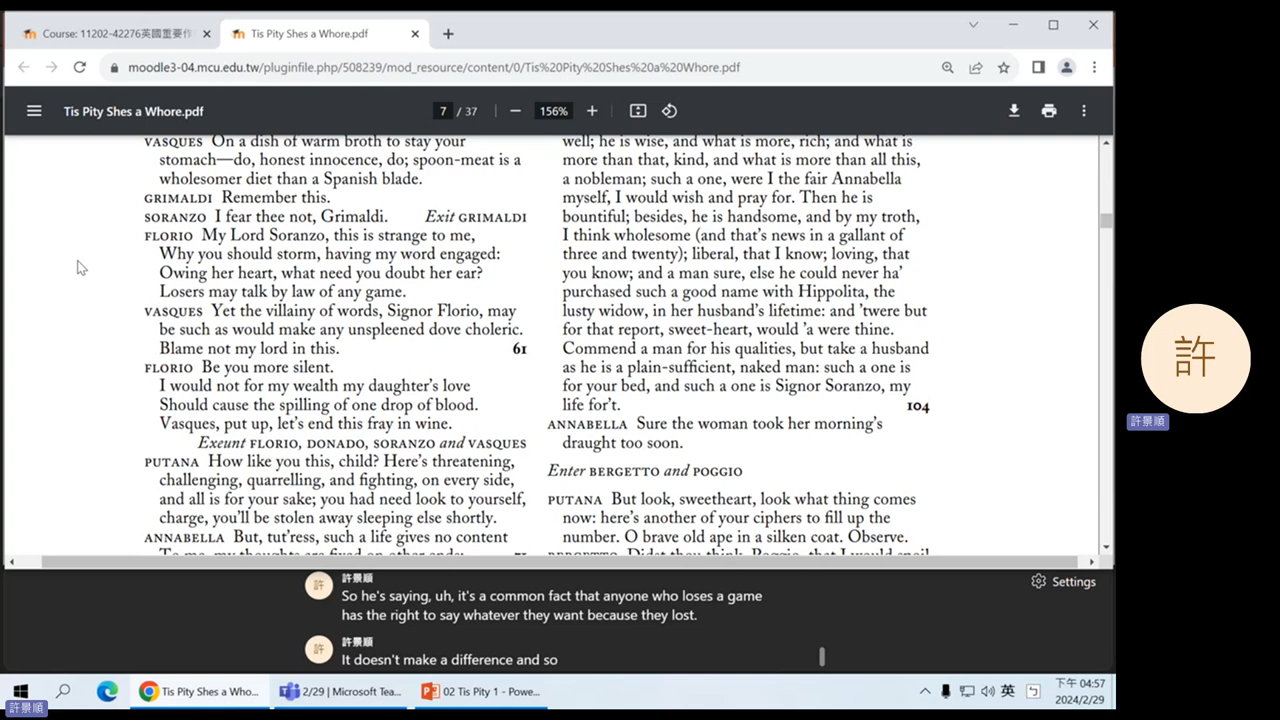 Course: 11202-42276英國重要作
Tis Pity Shes a Whore.pdf
moodle3-04.mcu.edu.tw/pluginfile.php/508239/mod_resource/content/0/Tis%20Pity%20Shes%20a%20Whore.pdf
Tis Pity Shes a Whore.pdf
7 / 37
156%
VASQUES On a dish of warm broth to stay your
stomach—do, honest innocence, do; spoon-meat is a
wholesomer diet than a Spanish blade.
GRIMALDI Remember this.
SORANZO I fear thee not, Grimaldi. Exit GRIMALDI
FLORIO My Lord Soranzo, this is strange to me,
Why you should storm, having my word engaged:
Owing her heart, what need you doubt her ear?
Losers may talk by law of any game.
VASQUES Yet the villainy of words, Signor Florio, may
be such as would make any unspleened dove choleric.
Blame not my lord in this. 61
FLORIO Be you more silent.
I would not for my wealth my daughter's love
Should cause the spilling of one drop of blood.
Vasques, put up, let's end this fray in wine.
Exeunt FLORIO, DONADO, SORANZO and VASQUES
PUTANA How like you this, child? Here's threatening,
challenging, quarrelling, and fighting, on every side,
and all is for your sake; you had need look to yourself,
charge, you'll be stolen away sleeping else shortly.
ANNABELLA But, tut'ress, such a life gives no content
To me, my thoughts are fixed on other ends;
well; he is wise, and what is more, rich; and what is
more than that, kind, and what is more than all this,
a nobleman; such a one, were I the fair Annabella
myself, I would wish and pray for. Then he is
bountiful; besides, he is handsome, and by my troth,
I think wholesome (and that's news in a gallant of
three and twenty); liberal, that I know; loving, that
you know; and a man sure, else he could never ha'
purchased such a good name with Hippolita, the
lusty widow, in her husband's lifetime: and 'twere but
for that report, sweet-heart, would 'a were thine.
Commend a man for his qualities, but take a husband
as he is a plain-sufficient, naked man: such a one is
for your bed, and such a one is Signor Soranzo, my
life for't. 104
ANNABELLA Sure the woman took her morning's
draught too soon.
Enter BERGETTO and POGGIO
PUTANA But look, sweetheart, look what thing comes
now: here's another of your ciphers to fill up the
number. O brave old ape in a silken coat. Observe.
BERGETTO Didst thou think, Poggio, that I would spoil
許
許景順
許
許景順
So he's saying, uh, it's a common fact that anyone who loses a game
has the right to say whatever they want because they lost.
許
許景順
It doesn't make a difference and so
Settings
Tis Pity Shes a Who...
2/29 | Microsoft Tea...
02 Tis Pity 1 - Powe...
英
下午 04:57
2024/2/29
許景順